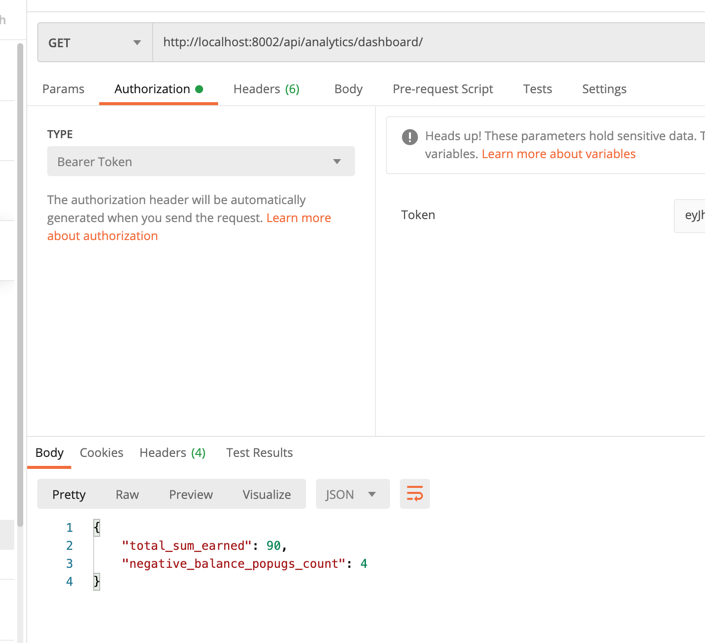 h
GET http://localhost:8002/api/analytics/dashboard/
Params Authorization Headers (6) Body Pre-request Script Tests Settings
TYPE
Bearer Token
The authorization header will be automatically
generated when you send the request. Learn more
about authorization
Heads up! These parameters hold sensitive data. T
variables. Learn more about variables
Token eyJh
Body Cookies Headers (4) Test Results
Pretty Raw Preview Visualize JSON
1 {
2 "total_sum_earned": 90,
3 "negative_balance_popugs_count": 4
4 }